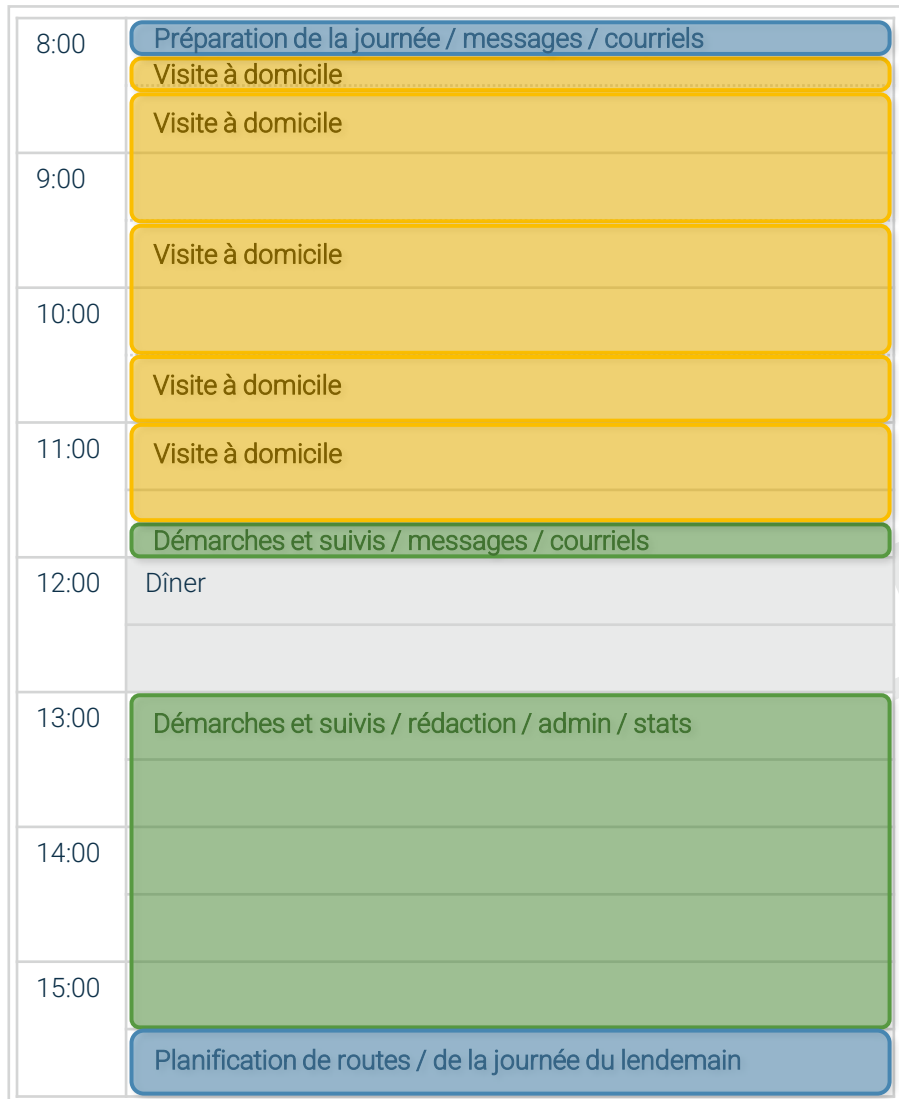 8:00
Préparation de la journée / messages / courriels
Visite à domicile
Visite à domicile
9:00
Visite à domicile
10:00
Visite à domicile
11:00
Visite à domicile
Démarches et suivis / messages / courriels
12:00
Dîner
13:00
Démarches et suivis / rédaction / admin / stats
14:00
15:00
Planification de routes / de la journée du lendemain